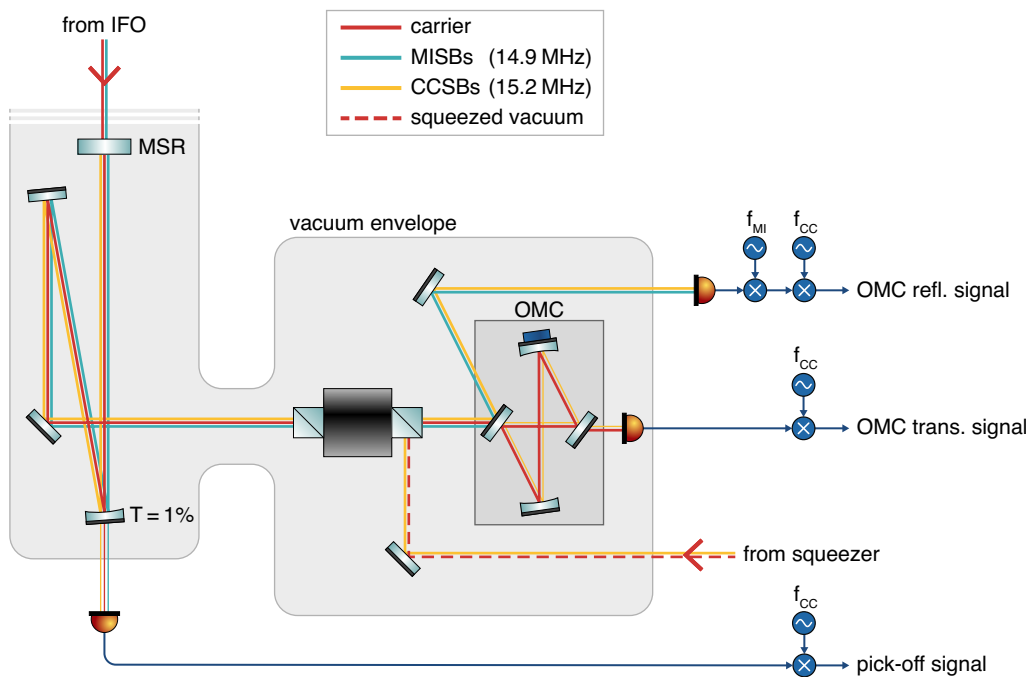 from IFO
carrier
MISBs (14.9 MHz)
CCSBs (15.2 MHz)
squeezed vacuum
MSR
vacuum envelope
f_MI
f_CC
OMC refl. signal
OMC
f_CC
OMC trans. signal
T = 1%
from squeezer
f_CC
pick-off signal